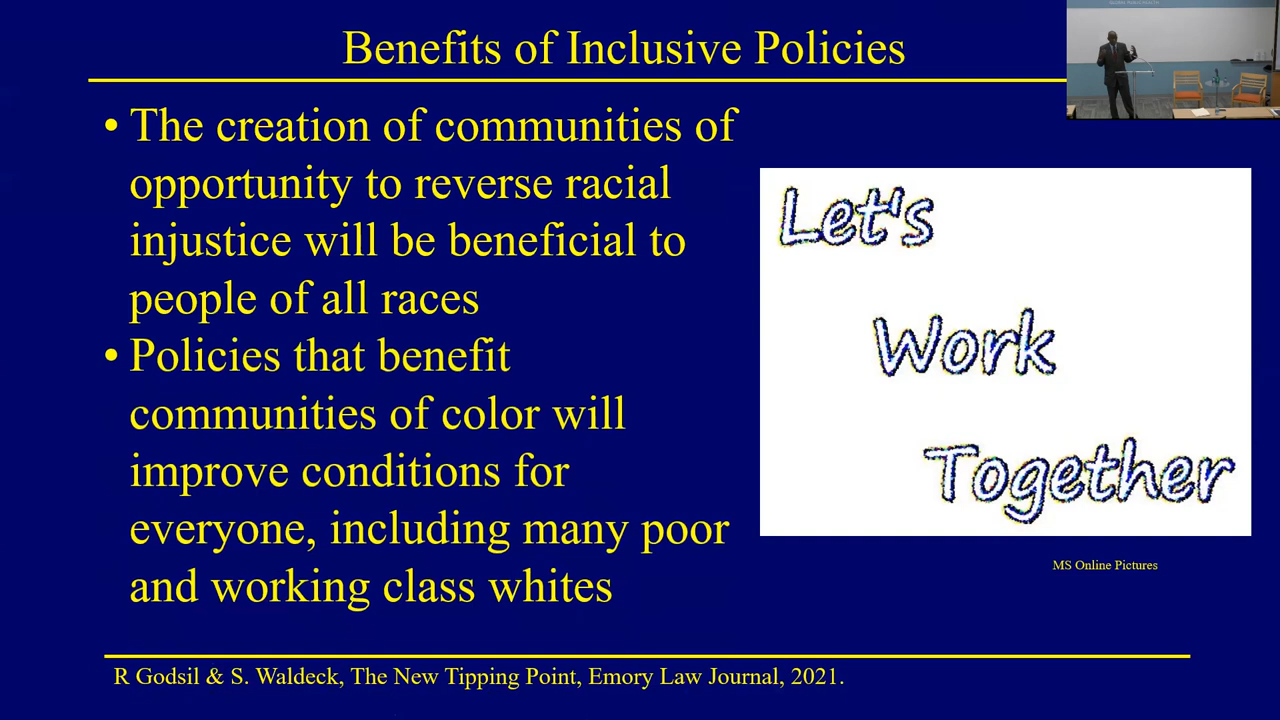 Benefits of Inclusive Policies
• The creation of communities of
opportunity to reverse racial
injustice will be beneficial to
people of all races
• Policies that benefit
communities of color will
improve conditions for
everyone, including many poor
and working class whites
Let's
Work
Together
MS Online Pictures
R Godsil & S. Waldeck, The New Tipping Point, Emory Law Journal, 2021.